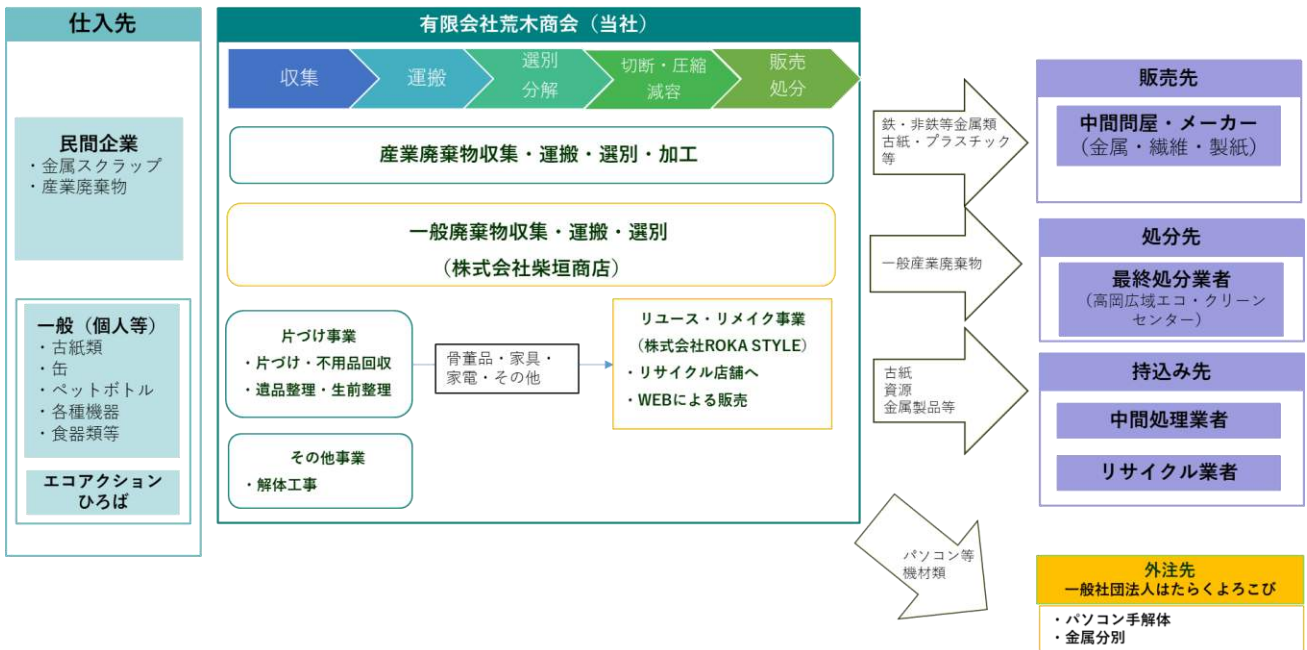 仕入先
民間企業
・金属スクラップ
・産業廃棄物
一般（個人等）
・古紙類
・缶
・ペットボトル
・各種機器
・食器類等
エコアクション
ひろば
有限会社荒木商会（当社）
収集
運搬
選別
分解
切断・圧縮
減容
販売
処分
産業廃棄物収集・運搬・選別・加工
一般廃棄物収集・運搬・選別
（株式会社柴垣商店）
片づけ事業
・片づけ・不用品回収
・遺品整理・生前整理
骨董品・家具・
家電・その他
リユース・リメイク事業
（株式会社ROKA STYLE）
・リサイクル店舗へ
・WEBによる販売
その他事業
・解体工事
鉄・非鉄等金属類
古紙・プラスチック
等
一般産業廃棄物
古紙
資源
金属製品等
パソコン等
機材類
販売先
中間問屋・メーカー
（金属・繊維・製紙）
処分先
最終処分業者
（高岡広域エコ・クリーン
センター）
持込み先
中間処理業者
リサイクル業者
外注先
一般社団法人はたらくよろこび
・パソコン手解体
・金属分別